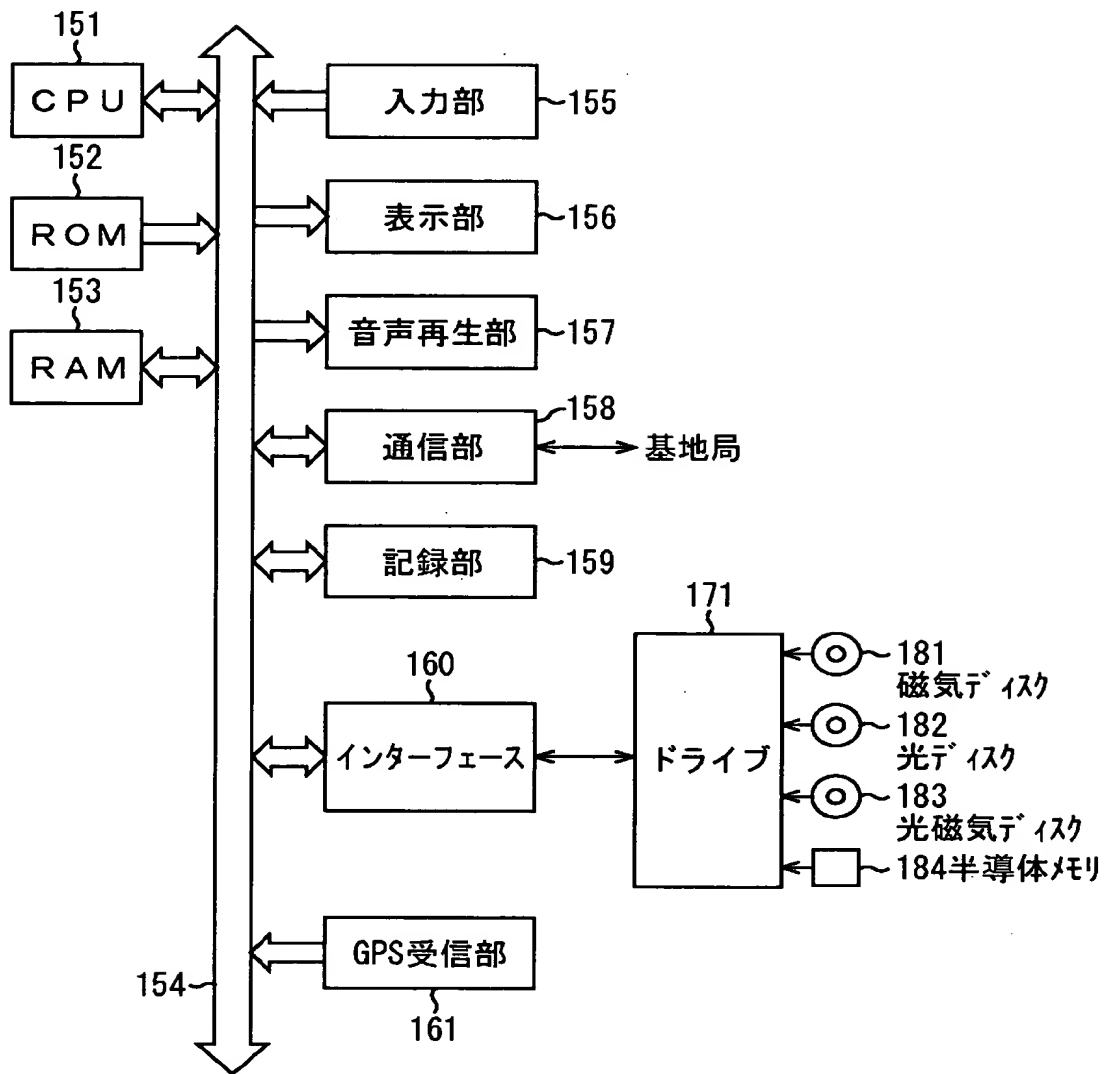 151
CPU
152
ROM
153
RAM
154
入力部
155
表示部
156
音声再生部
157
158
通信部
基地局
記録部
159
160
インターフェース
171
ドライブ
181
磁気ディスク
182
光ディスク
183
光磁気ディスク
184半導体メモリ
GPS受信部
161